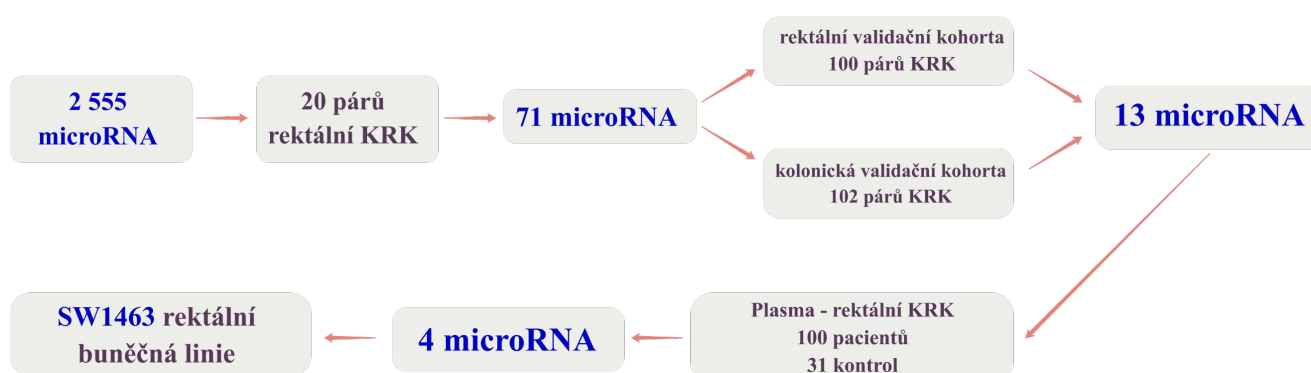 2 555
microRNA
20 párů
rektální KRK
71 microRNA
rektální validační kohorta
100 párů KRK
kolonická validační kohorta
102 párů KRK
13 microRNA
Plasma - rektální KRK
100 pacientů
31 kontrol
4 microRNA
SW1463 rektální
buněčná linie